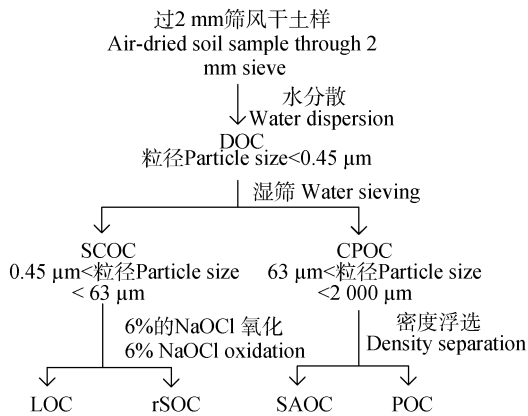 过2 mm筛风干土样
Air-dried soil sample through 2
mm sieve
水分散
Water dispersion
DOC
粒径Particle size<0.45 μm
湿筛 Water sieving
SCOC
0.45 μm<粒径Particle size
< 63 μm
CPOC
63 μm<粒径Particle size
<2 000 μm
6%的NaOCl 氧化
6% NaOCl oxidation
密度浮选
Density separation
LOC
rSOC
SAOC
POC